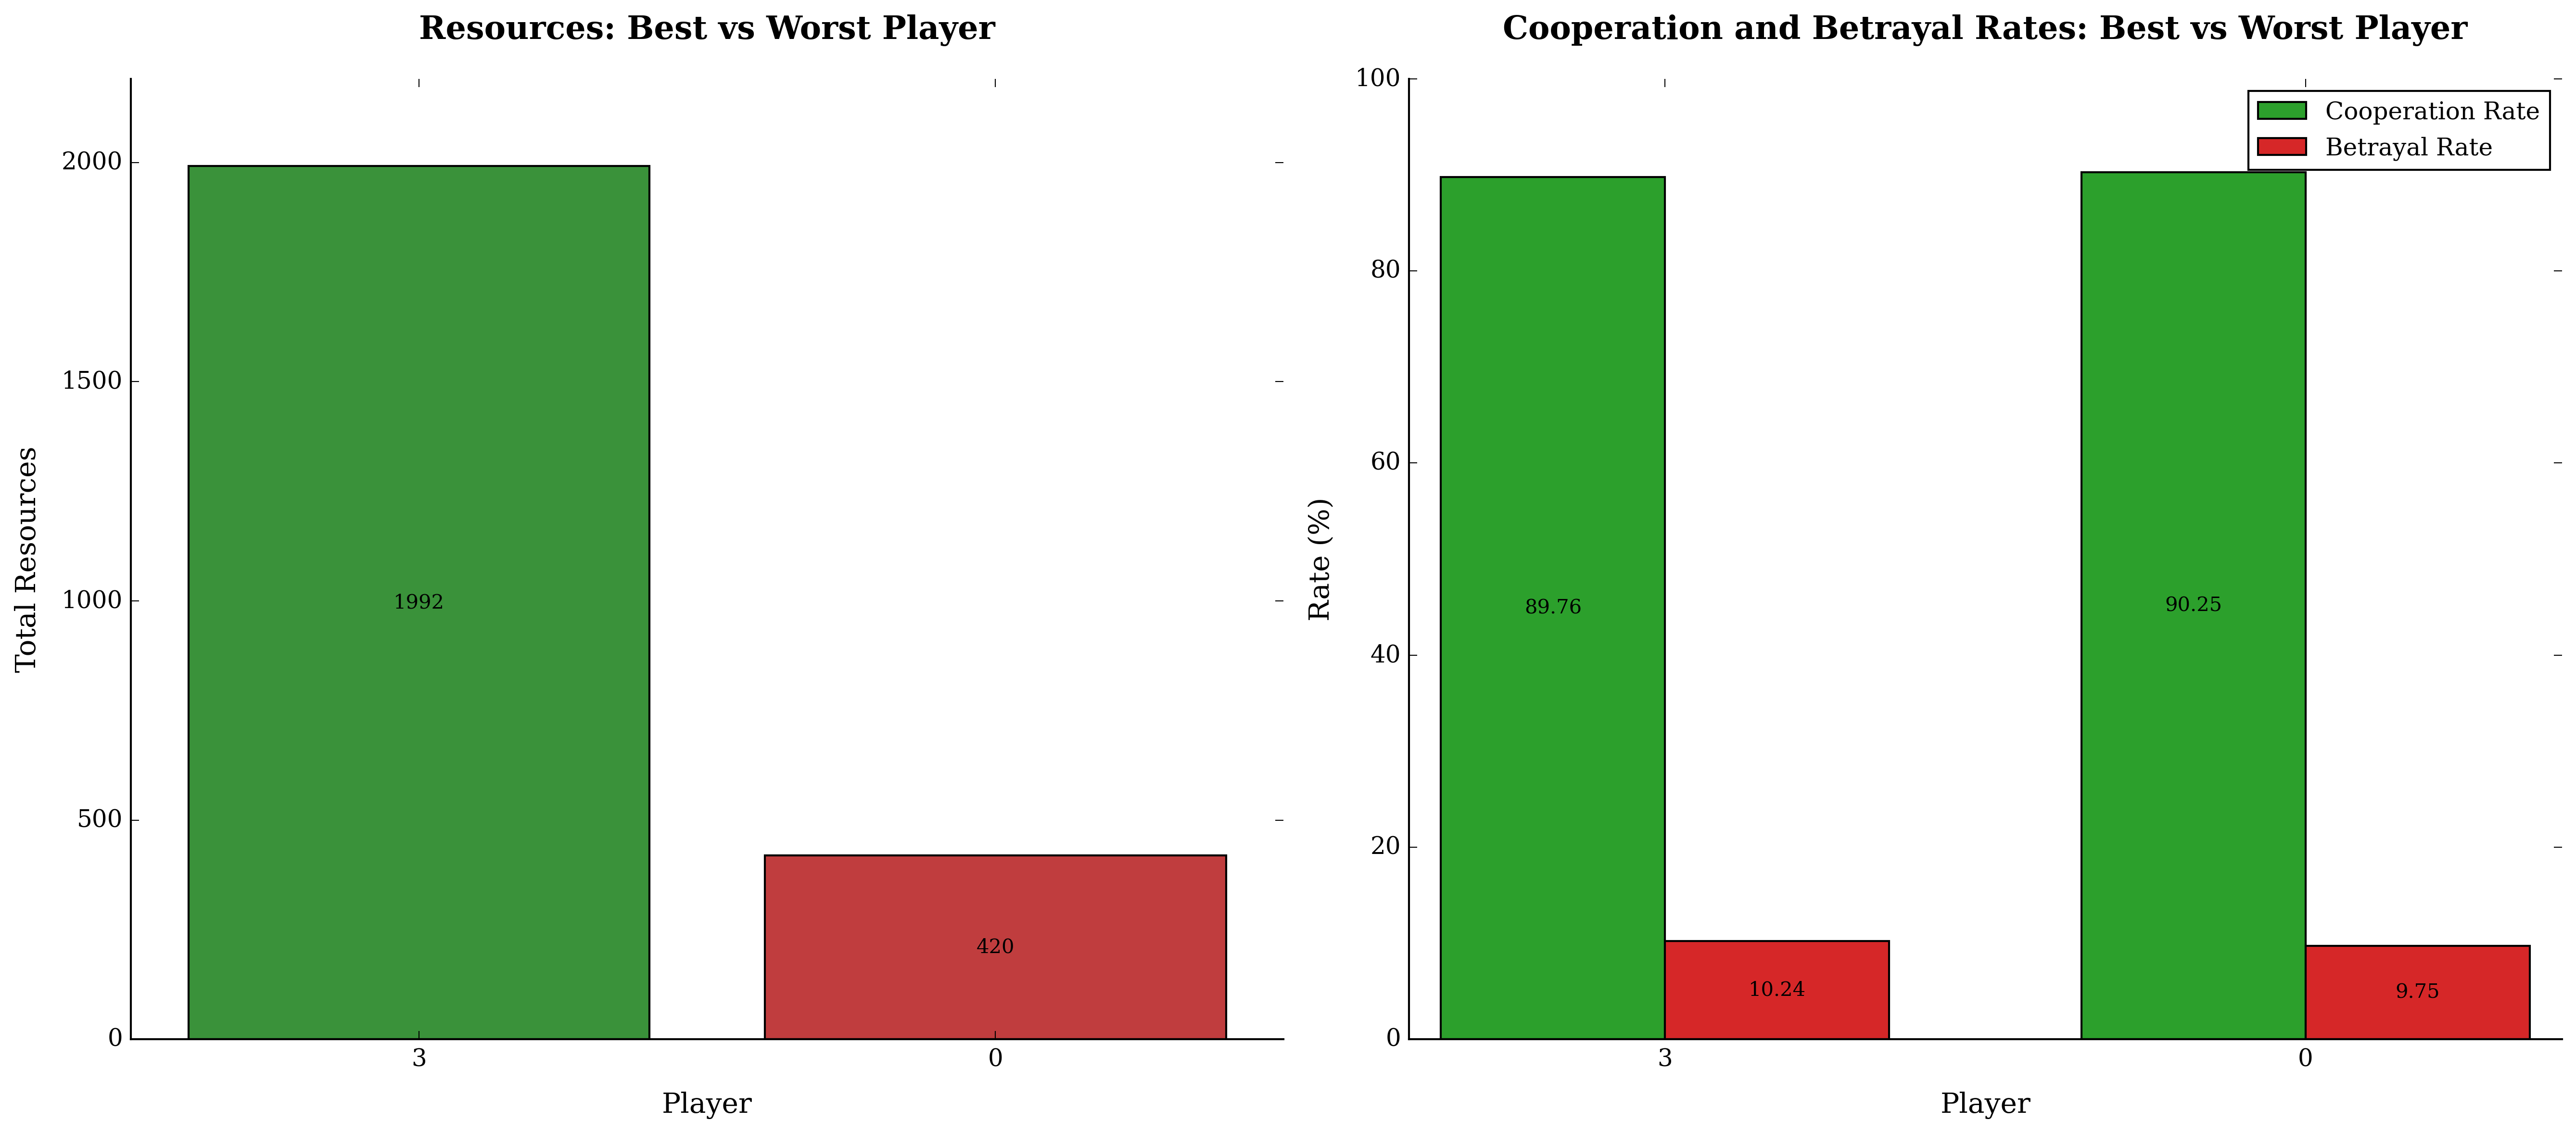 Resources: Best vs Worst Player
Total Resources
2000
1500
1000
500
0
1992
420
3
0
Player
Cooperation and Betrayal Rates: Best vs Worst Player
Rate (%)
100
80
60
40
20
0
Cooperation Rate
Betrayal Rate
89.76
10.24
90.25
9.75
3
0
Player